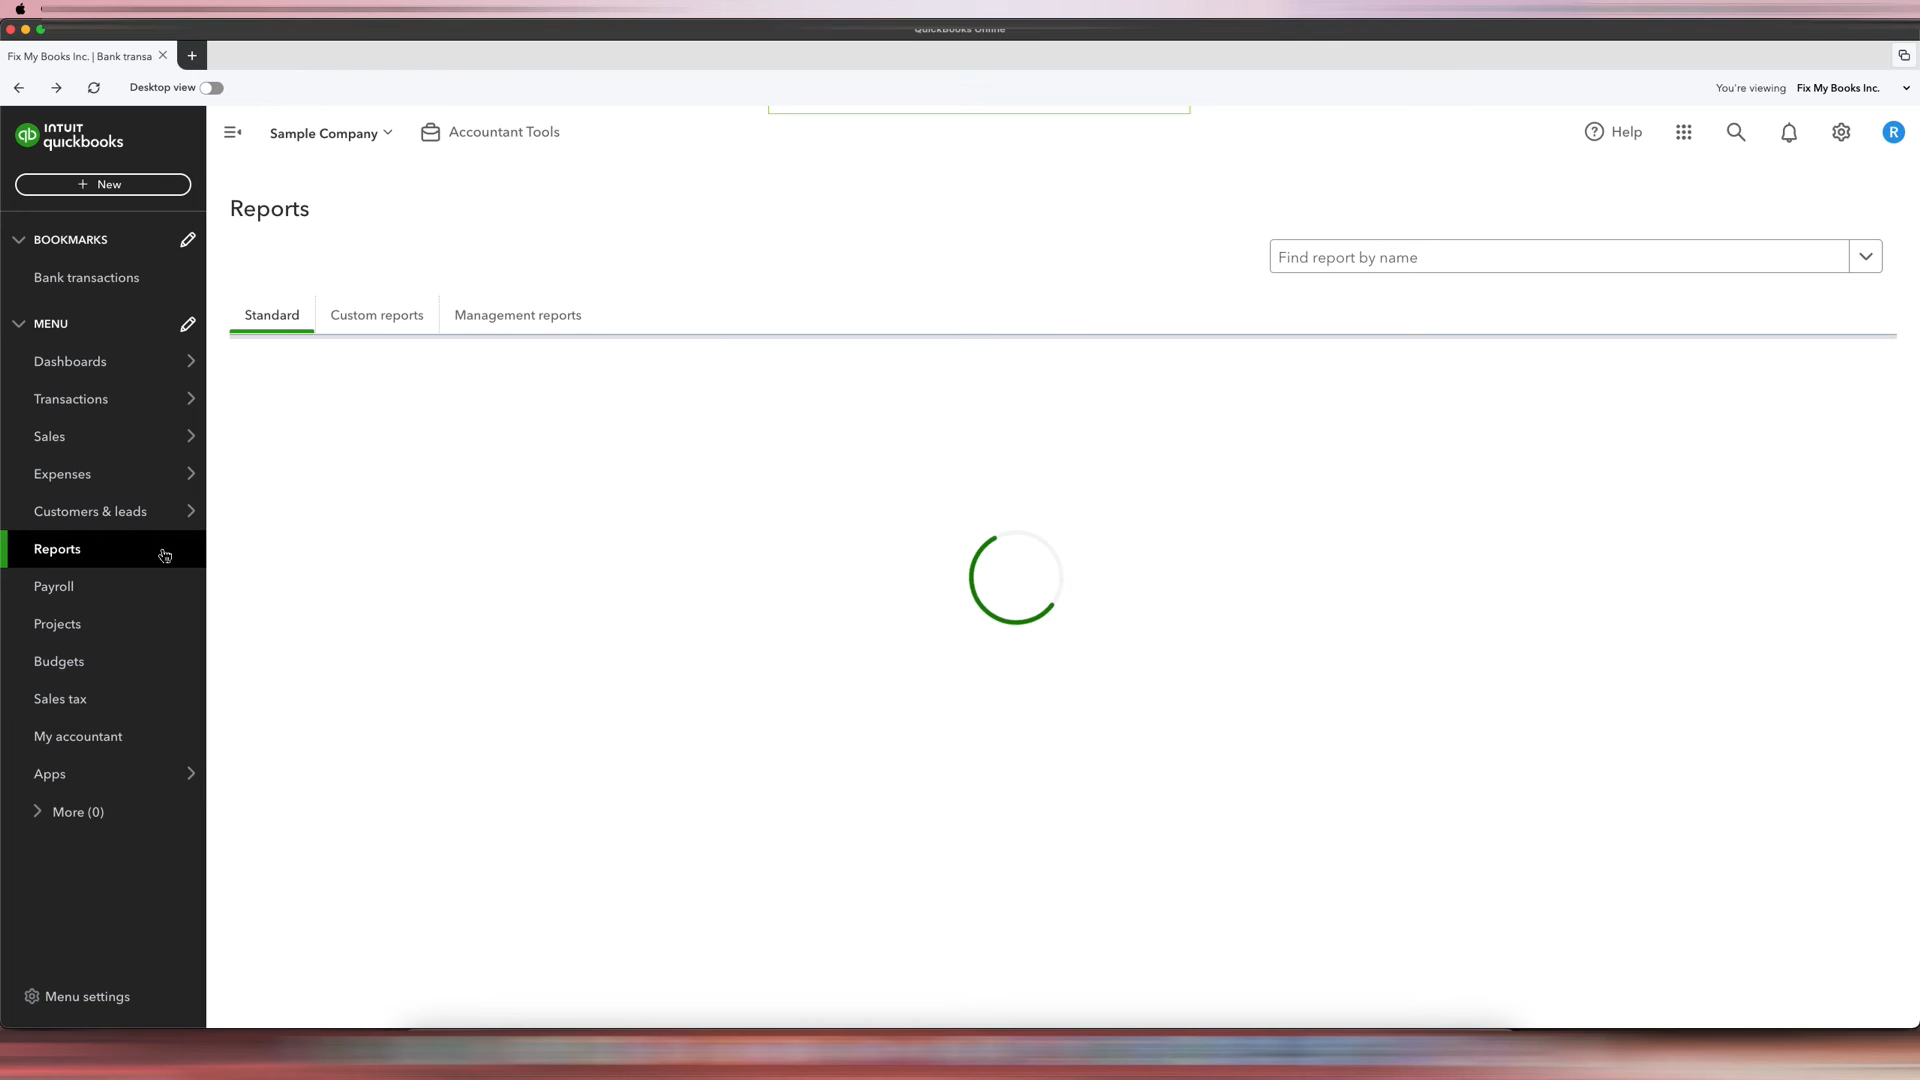 QuickBooks Online
Fix My Books Inc. | Bank transa
Desktop view
You're viewing Fix My Books Inc.
INTUIT
quickbooks
Sample Company
Accountant Tools
Help
R
+ New
Reports
BOOKMARKS
Find report by name
Bank transactions
Standard
Custom reports
Management reports
MENU
Dashboards
Transactions
Sales
Expenses
Customers & leads
Reports
Payroll
Projects
Budgets
Sales tax
My accountant
Apps
More (0)
Menu settings